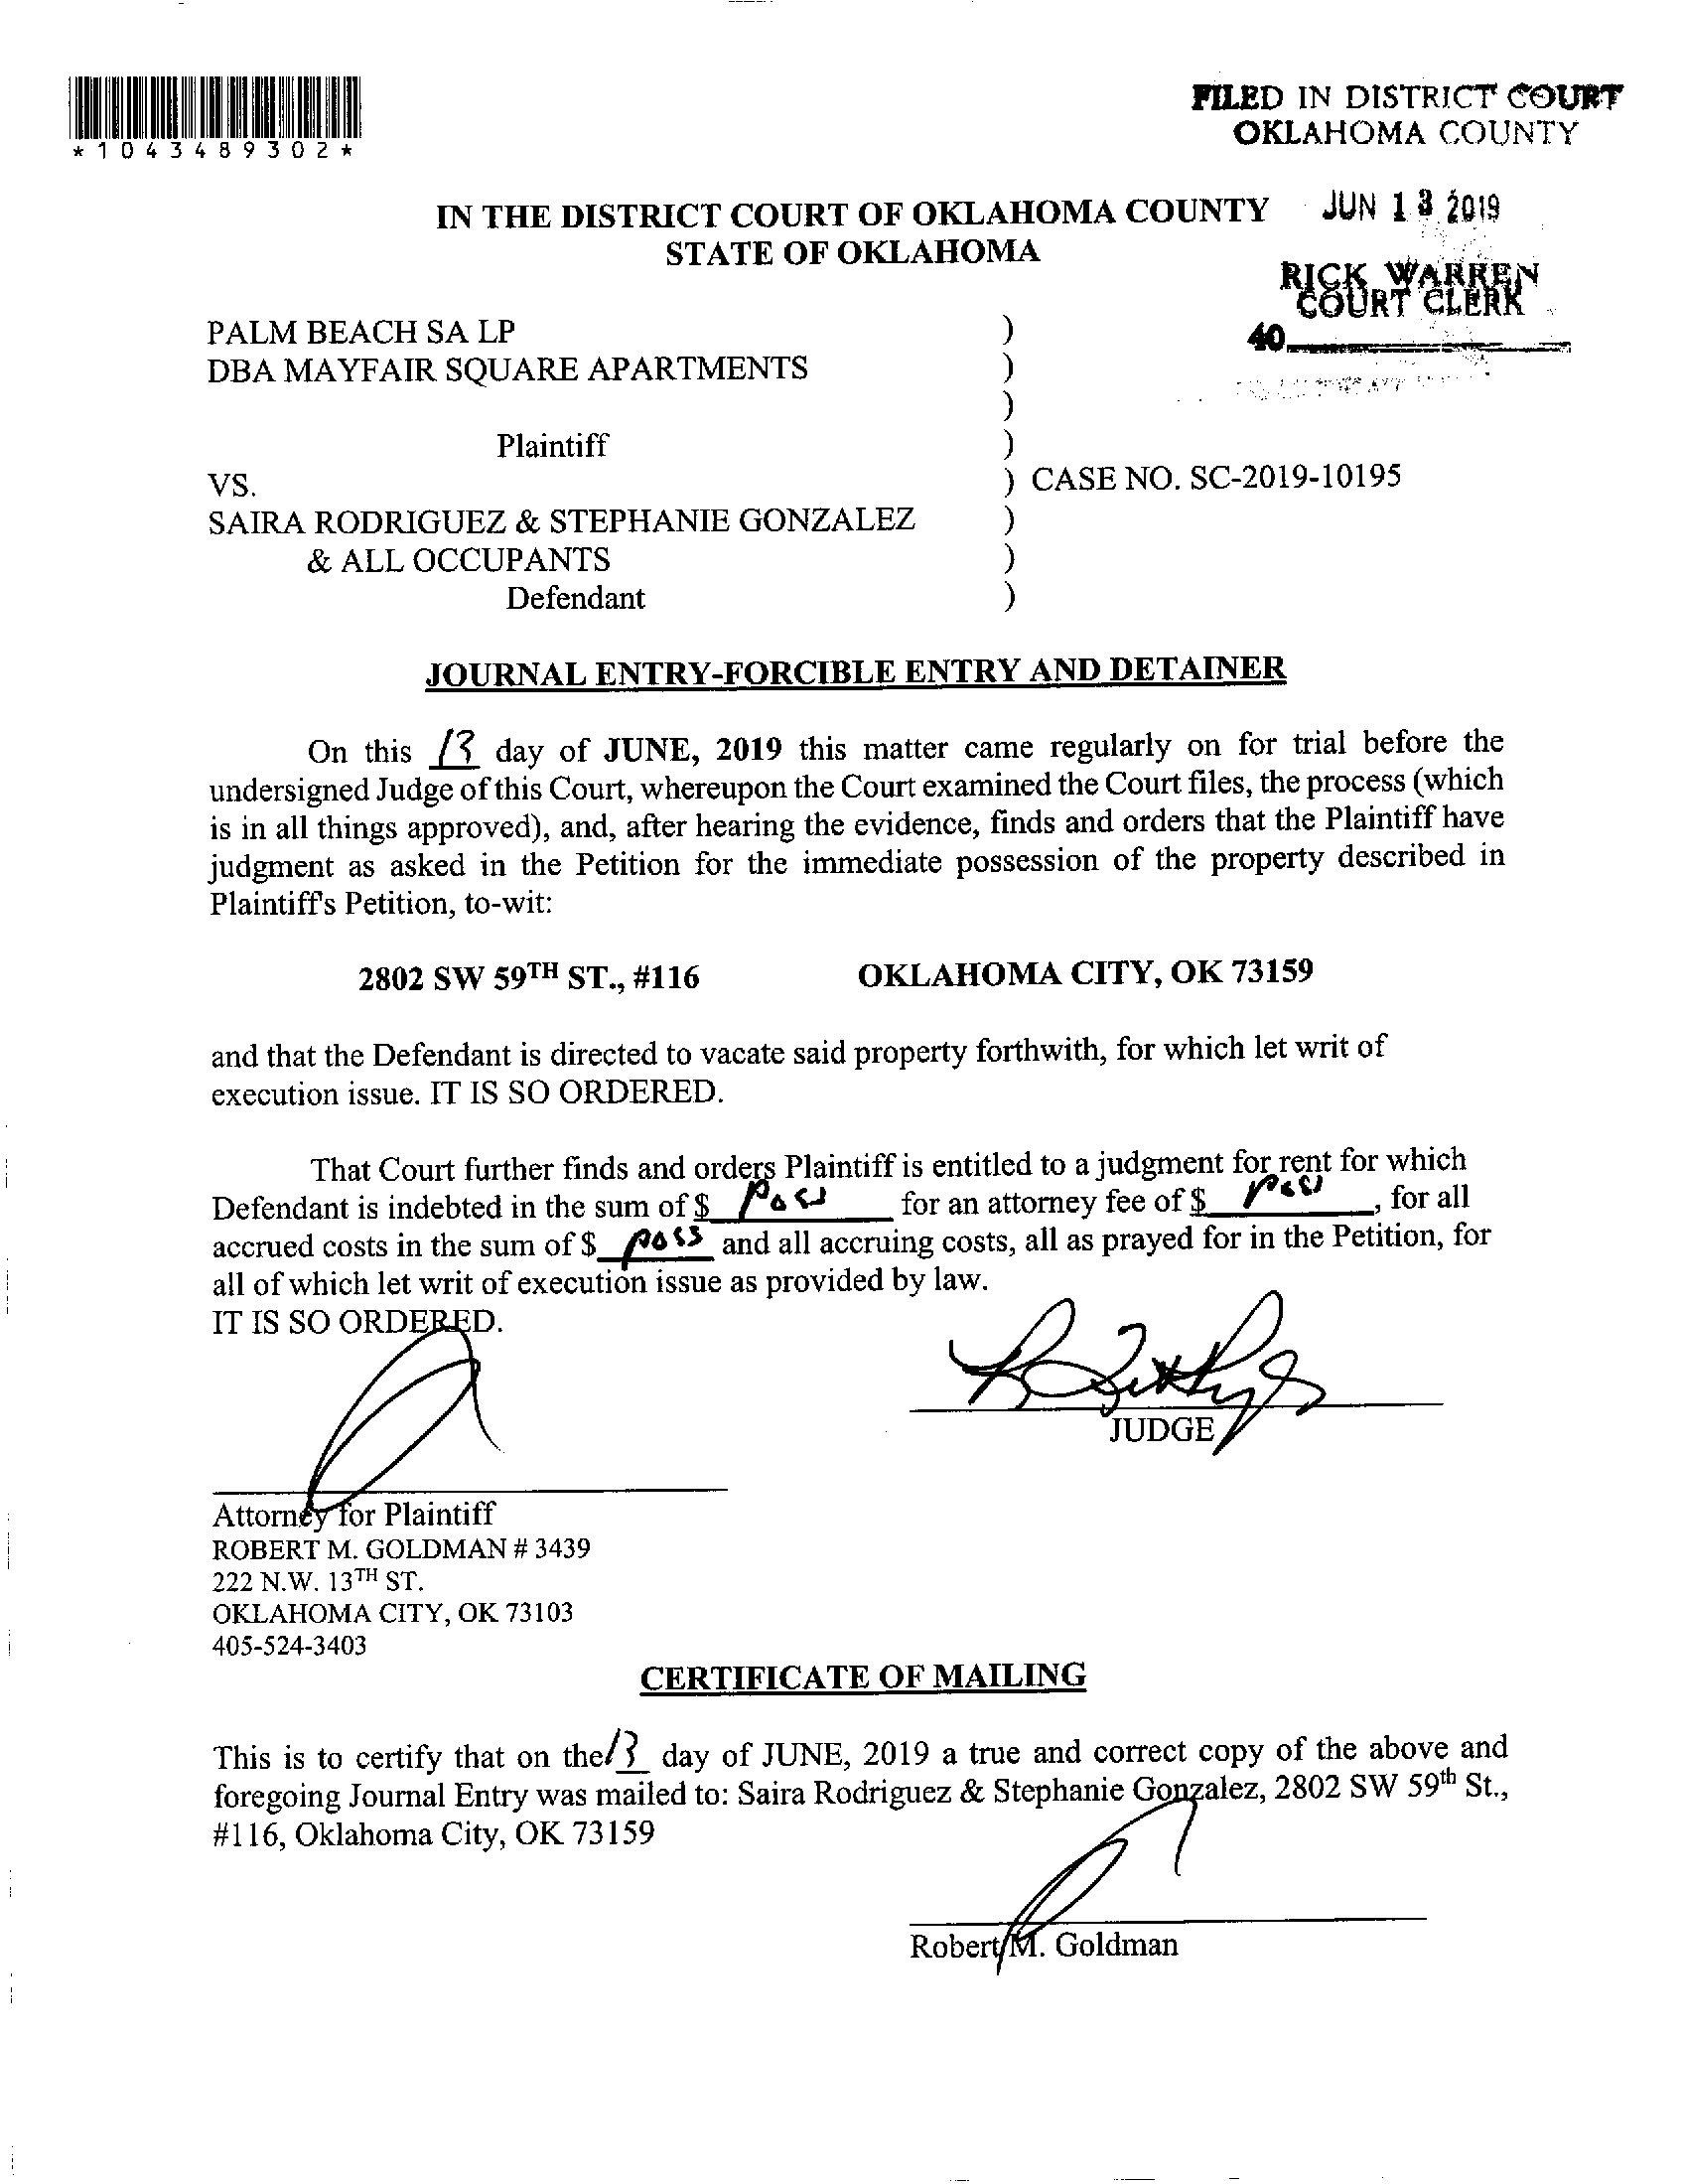 *1043489302*
FILED IN DISTRICT COURT
OKLAHOMA COUNTY
JUN 13 2019
RICK WARREN
COURT CLERK
40
IN THE DISTRICT COURT OF OKLAHOMA COUNTY
STATE OF OKLAHOMA
PALM BEACH SA LP )
DBA MAYFAIR SQUARE APARTMENTS )
)
Plaintiff )
VS. ) CASE NO. SC-2019-10195
SAIRA RODRIGUEZ & STEPHANIE GONZALEZ )
& ALL OCCUPANTS )
Defendant )
JOURNAL ENTRY-FORCIBLE ENTRY AND DETAINER
On this 13 day of JUNE, 2019 this matter came regularly on for trial before the
undersigned Judge of this Court, whereupon the Court examined the Court files, the process (which
is in all things approved), and, after hearing the evidence, finds and orders that the Plaintiff have
judgment as asked in the Petition for the immediate possession of the property described in
Plaintiff's Petition, to-wit:
2802 SW 59TH ST., #116 OKLAHOMA CITY, OK 73159
and that the Defendant is directed to vacate said property forthwith, for which let writ of
execution issue. IT IS SO ORDERED.
That Court further finds and orders Plaintiff is entitled to a judgment for rent for which
Defendant is indebted in the sum of $ poss for an attorney fee of $ poss, for all
accrued costs in the sum of $ poss and all accruing costs, all as prayed for in the Petition, for
all of which let writ of execution issue as provided by law.
IT IS SO ORDERED.
JUDGE
Attorney for Plaintiff
ROBERT M. GOLDMAN # 3439
222 N.W. 13TH ST.
OKLAHOMA CITY, OK 73103
405-524-3403
CERTIFICATE OF MAILING
This is to certify that on the 13 day of JUNE, 2019 a true and correct copy of the above and
foregoing Journal Entry was mailed to: Saira Rodriguez & Stephanie Gonzalez, 2802 SW 59th St.,
#116, Oklahoma City, OK 73159
Robert M. Goldman